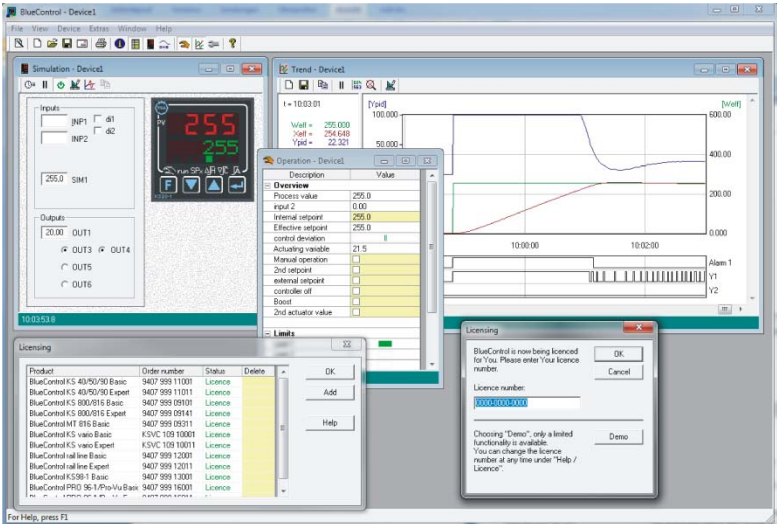 BlueControl - Device1
File View Device Extras Window Help
Simulation - Device1
Inputs
INP1 di1
INP2 di2
255,0 SIM1
Outputs
20,00 OUT1
OUT3 OUT4
OUT5
OUT6
10:03:53.8
PV
255
255
run
F
Trend - Device1
t = 10:03:01
Weff = 255.000
Xeff = 254.648
Ypid = 22.321
[Ypid] [Weff]
100.000 600.00
50.000 400.00
200.00
0.000
10:00:00 10:02:00
Alarm 1
Y1
Y2
Operation - Device1
Description Value
Overview
Process value 255.0
input 2 0.00
Internal setpoint 255.0
Effective setpoint 255.0
control deviation
Actuating variable 21.5
Manual operation
2nd setpoint
external setpoint
controller off
Boost
2nd actuator value
Limits
Licensing
Product Order number Status Delete
BlueControl KS 40/50/90 Basic 9407 999 11001 Licence
BlueControl KS 40/50/90 Expert 9407 999 11011 Licence
BlueControl KS 800/816 Basic 9407 999 09101 Licence
BlueControl KS 800/816 Expert 9407 999 09141 Licence
BlueControl MT 816 Basic 9407 999 09311 Licence
BlueControl KS vario Basic KSVC 109 10001 Licence
BlueControl KS vario Expert KSVC 109 10011 Licence
BlueControl rail line Basic 9407 999 12001 Licence
BlueControl rail line Expert 9407 999 12011 Licence
BlueControl KS98-1 Basic 9407 999 13001 Licence
BlueControl PRO 96-1/Pro-Vu Basic 9407 999 16001 Licence
OK
Add
Help
Licensing
BlueControl is now being licenced
for You. Please enter Your licence
number.
Licence number:
0000-0000-0000
OK
Cancel
Choosing "Demo", only a limited
functionality is available.
You can change the licence
number at any time under "Help /
Licence".
Demo
For Help, press F1